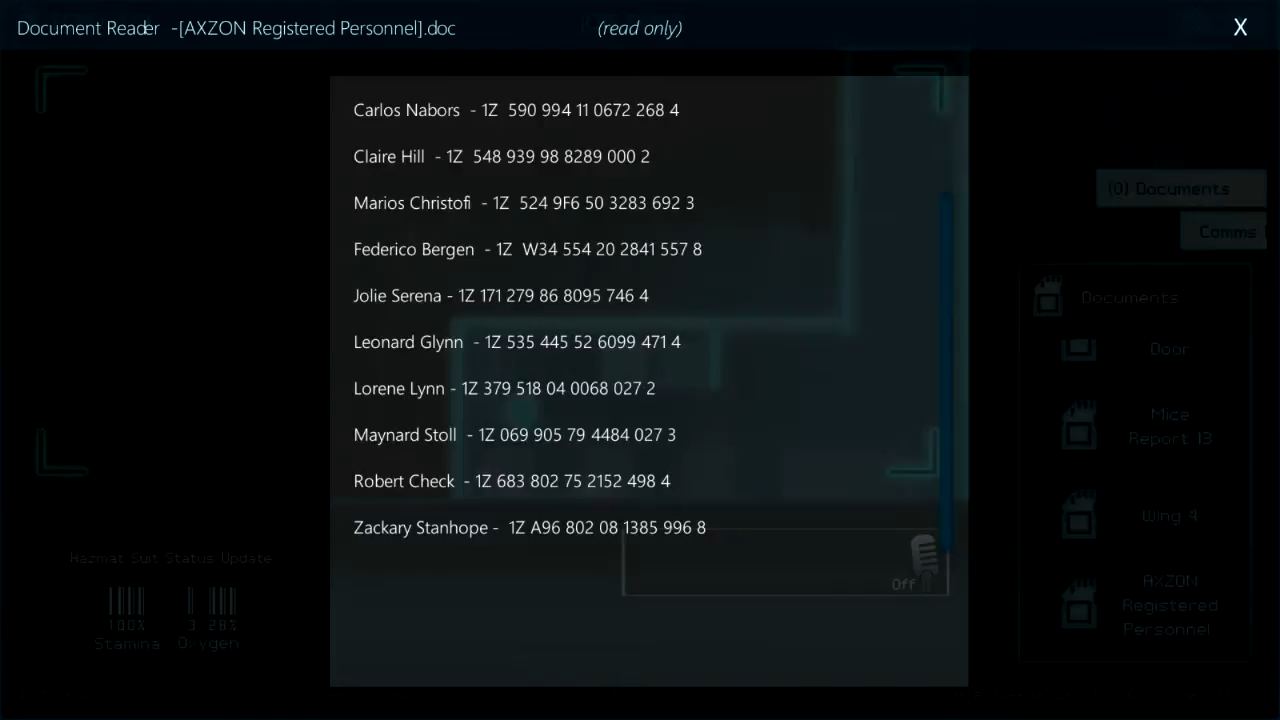 Document Reader -[AXZON Registered Personnel].doc (read only) X
Carlos Nabors - 1Z 590 994 11 0672 268 4
Claire Hill - 1Z 548 939 98 8289 000 2
Marios Christofi - 1Z 524 9F6 50 3283 692 3
Federico Bergen - 1Z W34 554 20 2841 557 8
Jolie Serena - 1Z 171 279 86 8095 746 4
Leonard Glynn - 1Z 535 445 52 6099 471 4
Lorene Lynn - 1Z 379 518 04 0068 027 2
Maynard Stoll - 1Z 069 905 79 4484 027 3
Robert Check - 1Z 683 802 75 2152 498 4
Zackary Stanhope - 1Z A96 802 08 1385 996 8
(0) Documents
Comms
Documents
Door
Mice
Report 13
Wing 4
AXZON
Registered
Personnel
Off
Hazmat Suit Status Update
100%
28%
Stamina
Oxygen